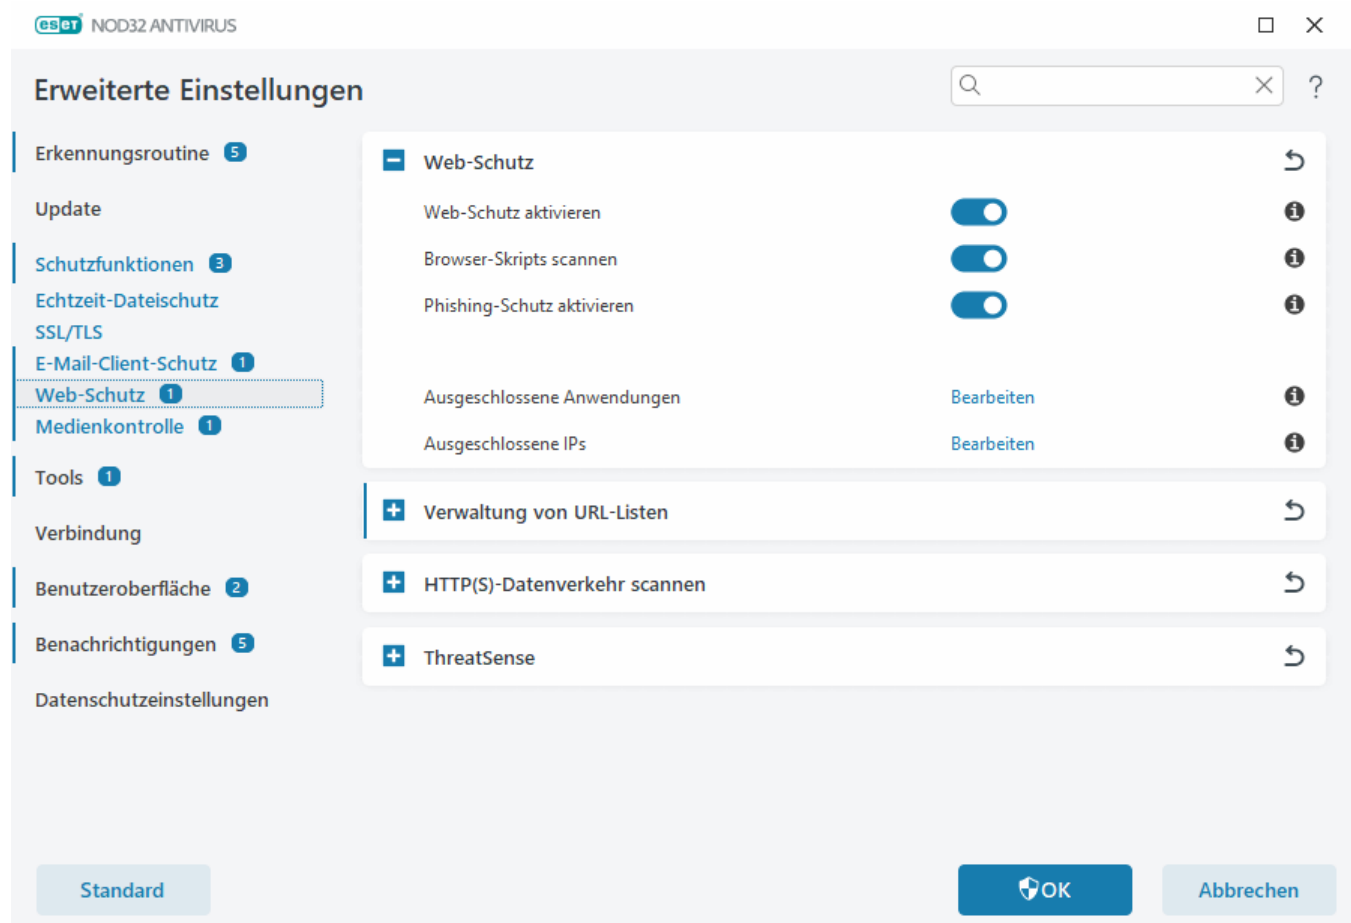 eseT NOD32 ANTIVIRUS
Erweiterte Einstellungen
?
Erkennungsroutine 5
Update
Schutzfunktionen 3
Echtzeit-Dateischutz
SSL/TLS
E-Mail-Client-Schutz 1
Web-Schutz 1
Medienkontrolle 1
Tools 1
Verbindung
Benutzeroberfläche 2
Benachrichtigungen 5
Datenschutzeinstellungen
Web-Schutz
Web-Schutz aktivieren
Browser-Skripts scannen
Phishing-Schutz aktivieren
Ausgeschlossene Anwendungen Bearbeiten
Ausgeschlossene IPs Bearbeiten
Verwaltung von URL-Listen
HTTP(S)-Datenverkehr scannen
ThreatSense
Standard
OK
Abbrechen